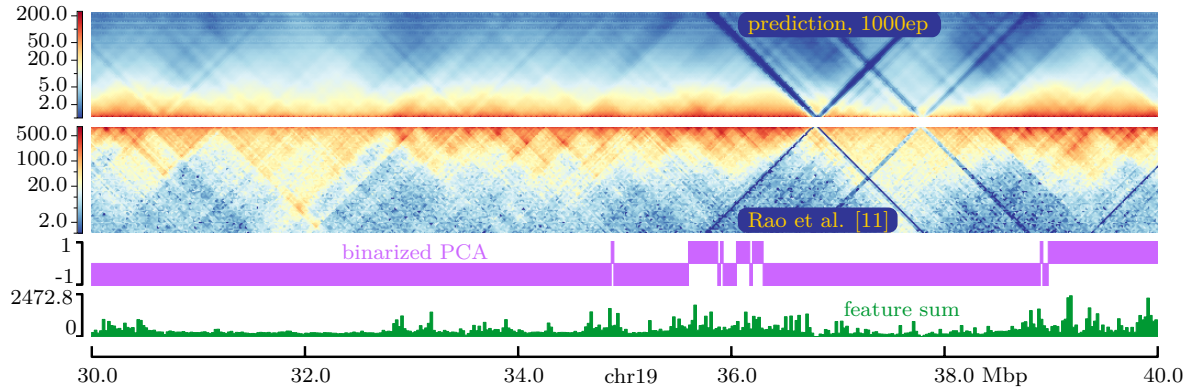 200.0
prediction, 1000ep
50.0
20.0
5.0
2.0
500.0
100.0
20.0
2.0
Rao et al. [11]
1
binarized PCA
-1
2472.8
feature sum
0
30.0 32.0 34.0 chr19 36.0 38.0 Mbp 40.0